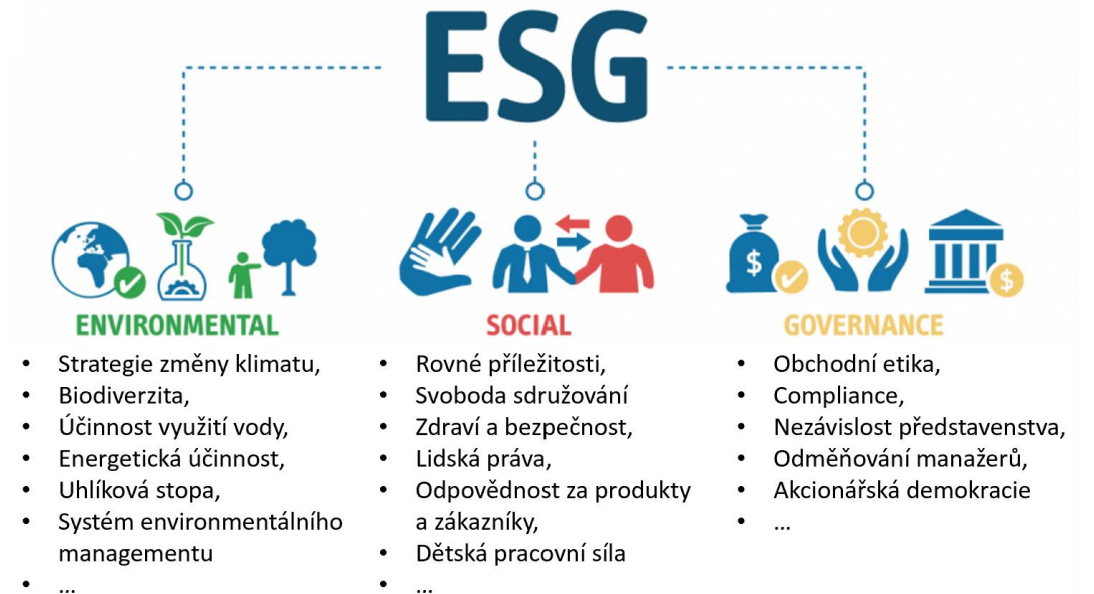 ESG
ENVIRONMENTAL
• Strategie změny klimatu,
• Biodiverzita,
• Účinnost využití vody,
• Energetická účinnost,
• Uhlíková stopa,
• Systém environmentálního
managementu
• ...
SOCIAL
• Rovné příležitosti,
• Svoboda sdružování
• Zdraví a bezpečnost,
• Lidská práva,
• Odpovědnost za produkty
a zákazníky,
• Dětská pracovní síla
• ...
$
$
GOVERNANCE
• Obchodní etika,
• Compliance,
• Nezávislost představenstva,
• Odměňování manažerů,
• Akcionářská demokracie
• ...